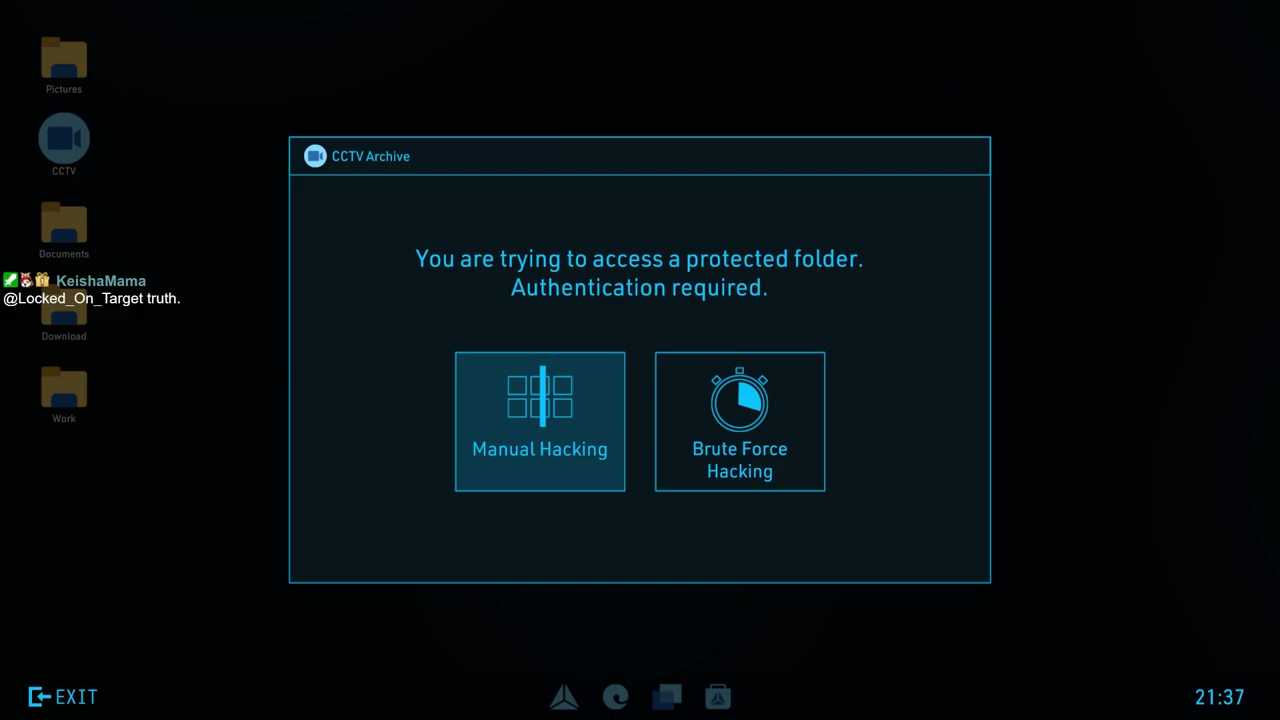 Pictures
CCTV
Documents
KeishaMama
@Locked_On_Target truth.
Download
Work
CCTV Archive
You are trying to access a protected folder.
Authentication required.
Manual Hacking
Brute Force
Hacking
EXIT
21:37